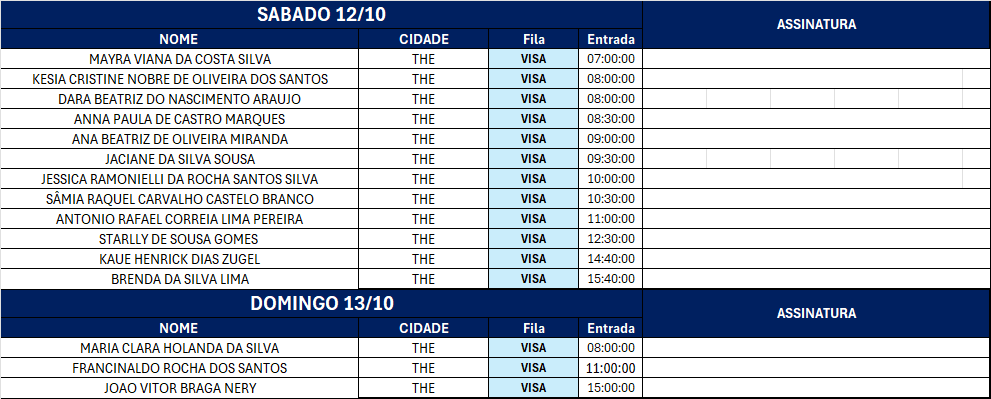 SABADO 12/10 ASSINATURA
NOME CIDADE Fila Entrada
MAYRA VIANA DA COSTA SILVA THE VISA 07:00:00
KESIA CRISTINE NOBRE DE OLIVEIRA DOS SANTOS THE VISA 08:00:00
DARA BEATRIZ DO NASCIMENTO ARAUJO THE VISA 08:00:00
ANNA PAULA DE CASTRO MARQUES THE VISA 08:30:00
ANA BEATRIZ DE OLIVEIRA MIRANDA THE VISA 09:00:00
JACIANE DA SILVA SOUSA THE VISA 09:30:00
JESSICA RAMONIELLI DA ROCHA SANTOS SILVA THE VISA 10:00:00
SÂMIA RAQUEL CARVALHO CASTELO BRANCO THE VISA 10:30:00
ANTONIO RAFAEL CORREIA LIMA PEREIRA THE VISA 11:00:00
STARLLY DE SOUSA GOMES THE VISA 12:30:00
KAUE HENRICK DIAS ZUGEL THE VISA 14:40:00
BRENDA DA SILVA LIMA THE VISA 15:40:00
DOMINGO 13/10 ASSINATURA
NOME CIDADE Fila Entrada
MARIA CLARA HOLANDA DA SILVA THE VISA 08:00:00
FRANCINALDO ROCHA DOS SANTOS THE VISA 11:00:00
JOAO VITOR BRAGA NERY THE VISA 15:00:00